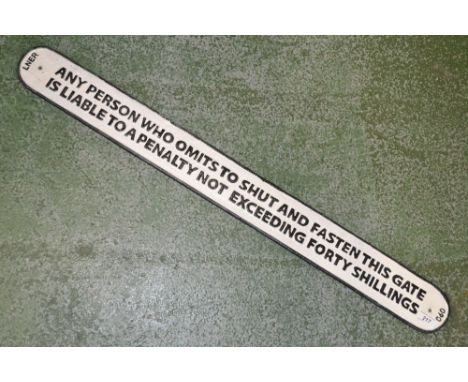 LNER
ANY PERSON WHO OMITS TO SHUT AND FASTEN THIS GATE
IS LIABLE TO A PENALTY NOT EXCEEDING FORTY SHILLINGS